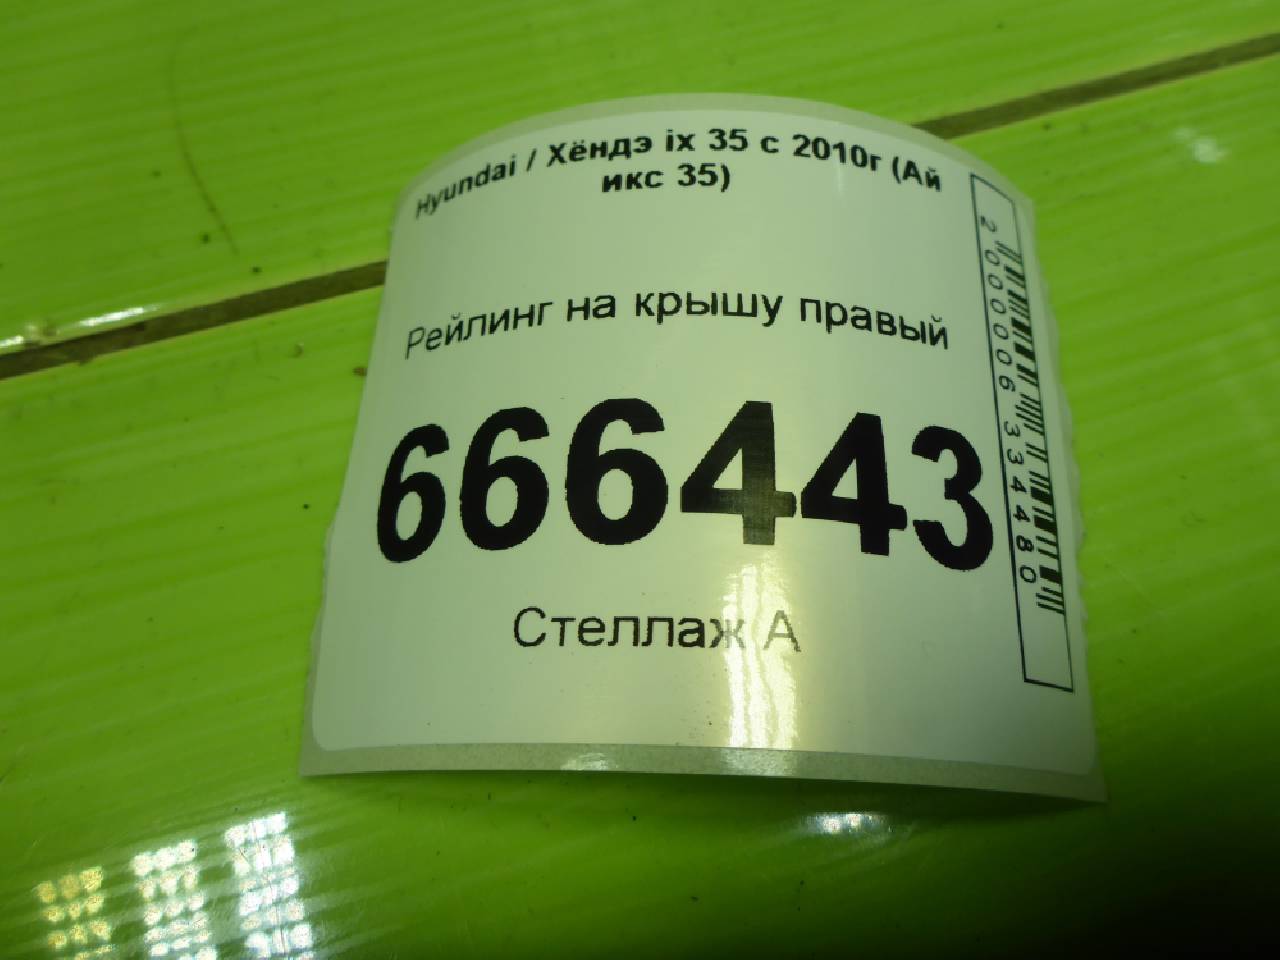 Hyundai / Хёндэ ix 35 с 2010г (Ай
икс 35)
Рейлинг на крышу правый
666443
Стеллаж А
2000006334480